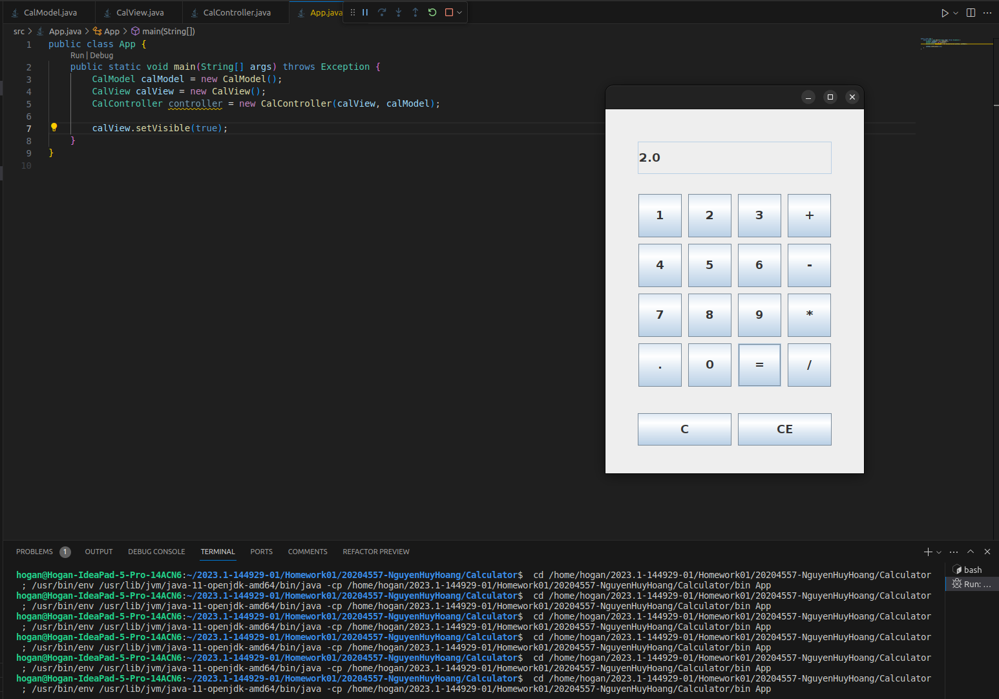 CalModel.java CalView.java CalController.java App.java
src > App.java > App > main(String[])
1 public class App {
Run | Debug
2 public static void main(String[] args) throws Exception {
3 CalModel calModel = new CalModel();
4 CalView calView = new CalView();
5 CalController controller = new CalController(calView, calModel);
6
7 calView.setVisible(true);
8 }
9 }
10
2.0
1 2 3 +
4 5 6 -
7 8 9 *
. 0 = /
C CE
PROBLEMS 1 OUTPUT DEBUG CONSOLE TERMINAL PORTS COMMENTS REFACTOR PREVIEW
hogan@Hogan-IdeaPad-5-Pro-14ACN6:~/2023.1-144929-01/Homework01/20204557-NguyenHuyHoang/Calculator$ cd /home/hogan/2023.1-144929-01/Homework01/20204557-NguyenHuyHoang/Calculator
; /usr/bin/env /usr/lib/jvm/java-11-openjdk-amd64/bin/java -cp /home/hogan/2023.1-144929-01/Homework01/20204557-NguyenHuyHoang/Calculator/bin App
hogan@Hogan-IdeaPad-5-Pro-14ACN6:~/2023.1-144929-01/Homework01/20204557-NguyenHuyHoang/Calculator$ cd /home/hogan/2023.1-144929-01/Homework01/20204557-NguyenHuyHoang/Calculator
; /usr/bin/env /usr/lib/jvm/java-11-openjdk-amd64/bin/java -cp /home/hogan/2023.1-144929-01/Homework01/20204557-NguyenHuyHoang/Calculator/bin App
hogan@Hogan-IdeaPad-5-Pro-14ACN6:~/2023.1-144929-01/Homework01/20204557-NguyenHuyHoang/Calculator$ cd /home/hogan/2023.1-144929-01/Homework01/20204557-NguyenHuyHoang/Calculator
; /usr/bin/env /usr/lib/jvm/java-11-openjdk-amd64/bin/java -cp /home/hogan/2023.1-144929-01/Homework01/20204557-NguyenHuyHoang/Calculator/bin App
hogan@Hogan-IdeaPad-5-Pro-14ACN6:~/2023.1-144929-01/Homework01/20204557-NguyenHuyHoang/Calculator$ cd /home/hogan/2023.1-144929-01/Homework01/20204557-NguyenHuyHoang/Calculator
; /usr/bin/env /usr/lib/jvm/java-11-openjdk-amd64/bin/java -cp /home/hogan/2023.1-144929-01/Homework01/20204557-NguyenHuyHoang/Calculator/bin App
hogan@Hogan-IdeaPad-5-Pro-14ACN6:~/2023.1-144929-01/Homework01/20204557-NguyenHuyHoang/Calculator$ cd /home/hogan/2023.1-144929-01/Homework01/20204557-NguyenHuyHoang/Calculator
; /usr/bin/env /usr/lib/jvm/java-11-openjdk-amd64/bin/java -cp /home/hogan/2023.1-144929-01/Homework01/20204557-NguyenHuyHoang/Calculator/bin App
hogan@Hogan-IdeaPad-5-Pro-14ACN6:~/2023.1-144929-01/Homework01/20204557-NguyenHuyHoang/Calculator$ cd /home/hogan/2023.1-144929-01/Homework01/20204557-NguyenHuyHoang/Calculator
; /usr/bin/env /usr/lib/jvm/java-11-openjdk-amd64/bin/java -cp /home/hogan/2023.1-144929-01/Homework01/20204557-NguyenHuyHoang/Calculator/bin App
bash
Run: ...